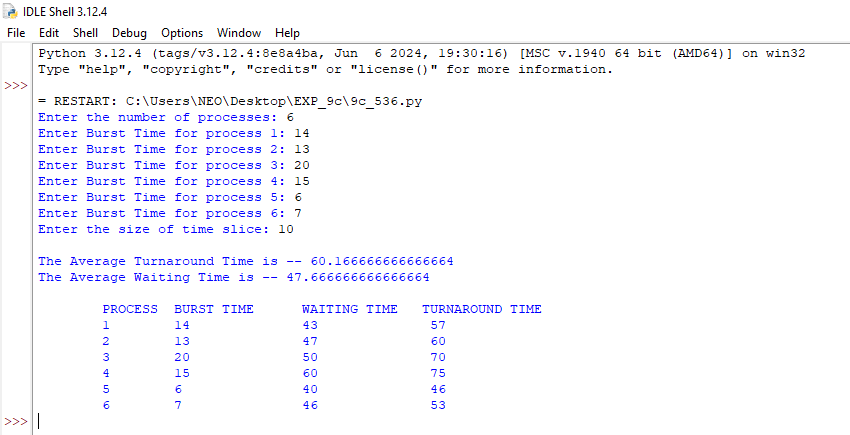 IDLE Shell 3.12.4
File Edit Shell Debug Options Window Help
Python 3.12.4 (tags/v3.12.4:8e8a4ba, Jun  6 2024, 19:30:16) [MSC v.1940 64 bit (AMD64)] on win32
Type "help", "copyright", "credits" or "license()" for more information.
>>>
= RESTART: C:\Users\NEO\Desktop\EXP_9c\9c_536.py
Enter the number of processes: 6
Enter Burst Time for process 1: 14
Enter Burst Time for process 2: 13
Enter Burst Time for process 3: 20
Enter Burst Time for process 4: 15
Enter Burst Time for process 5: 6
Enter Burst Time for process 6: 7
Enter the size of time slice: 10
The Average Turnaround Time is -- 60.166666666666664
The Average Waiting Time is -- 47.666666666666664
PROCESS BURST TIME WAITING TIME TURNAROUND TIME
1 14 43 57
2 13 47 60
3 20 50 70
4 15 60 75
5 6 40 46
6 7 46 53
>>>